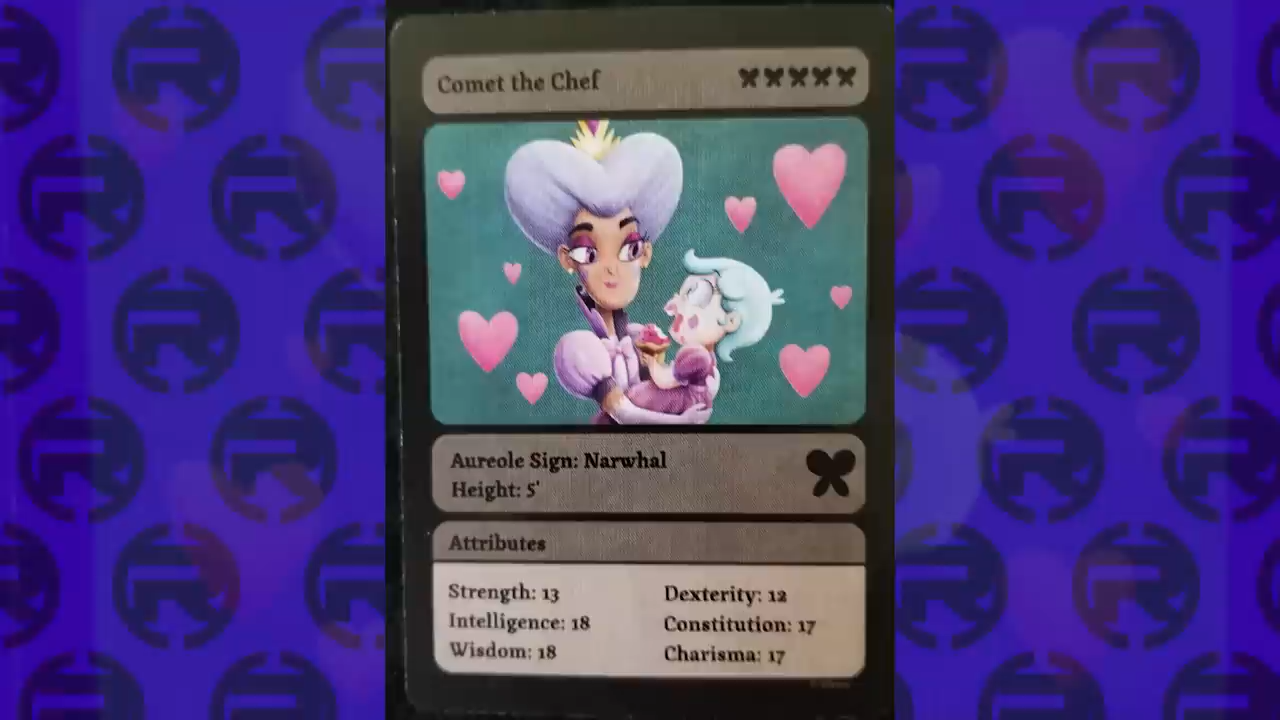 Comet the Chef
Aureole Sign: Narwhal
Height: 5'
Attributes
Strength: 13
Dexterity: 12
Intelligence: 18
Constitution: 17
Wisdom: 18
Charisma: 17